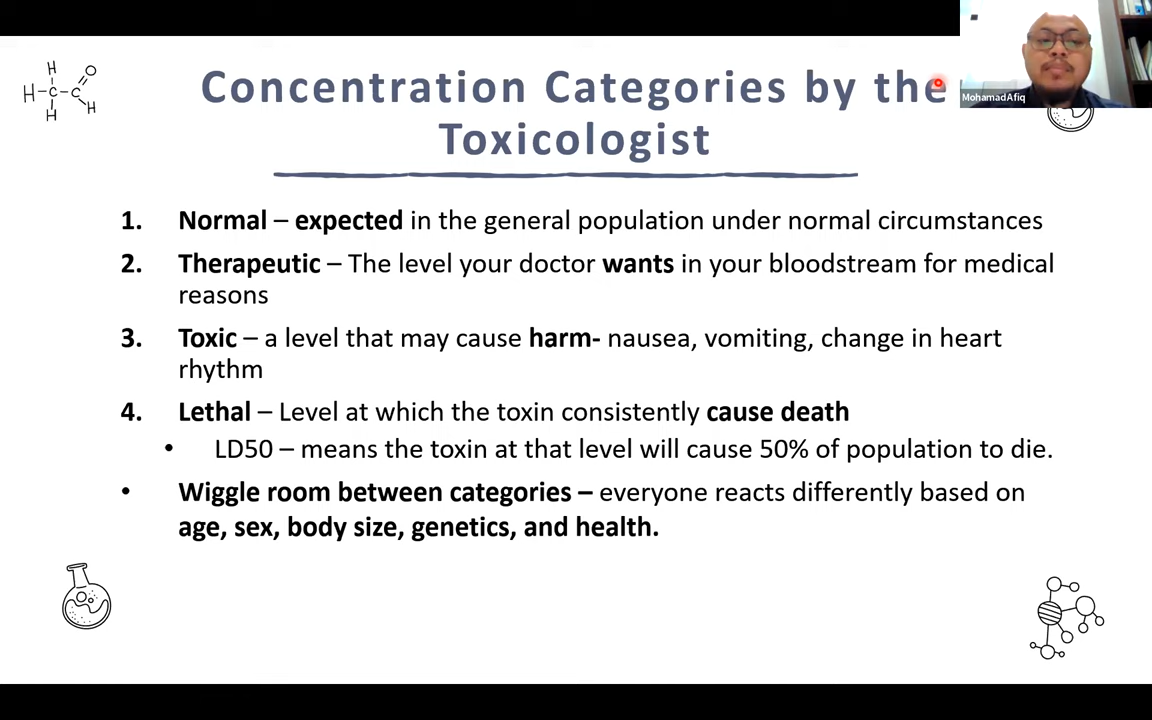 Concentration Categories by the
Toxicologist
MohamadAfiq
H
O
H-C-C
H
H
1. Normal – expected in the general population under normal circumstances
2. Therapeutic – The level your doctor wants in your bloodstream for medical
reasons
3. Toxic – a level that may cause harm- nausea, vomiting, change in heart
rhythm
4. Lethal – Level at which the toxin consistently cause death
• LD50 – means the toxin at that level will cause 50% of population to die.
• Wiggle room between categories – everyone reacts differently based on
age, sex, body size, genetics, and health.